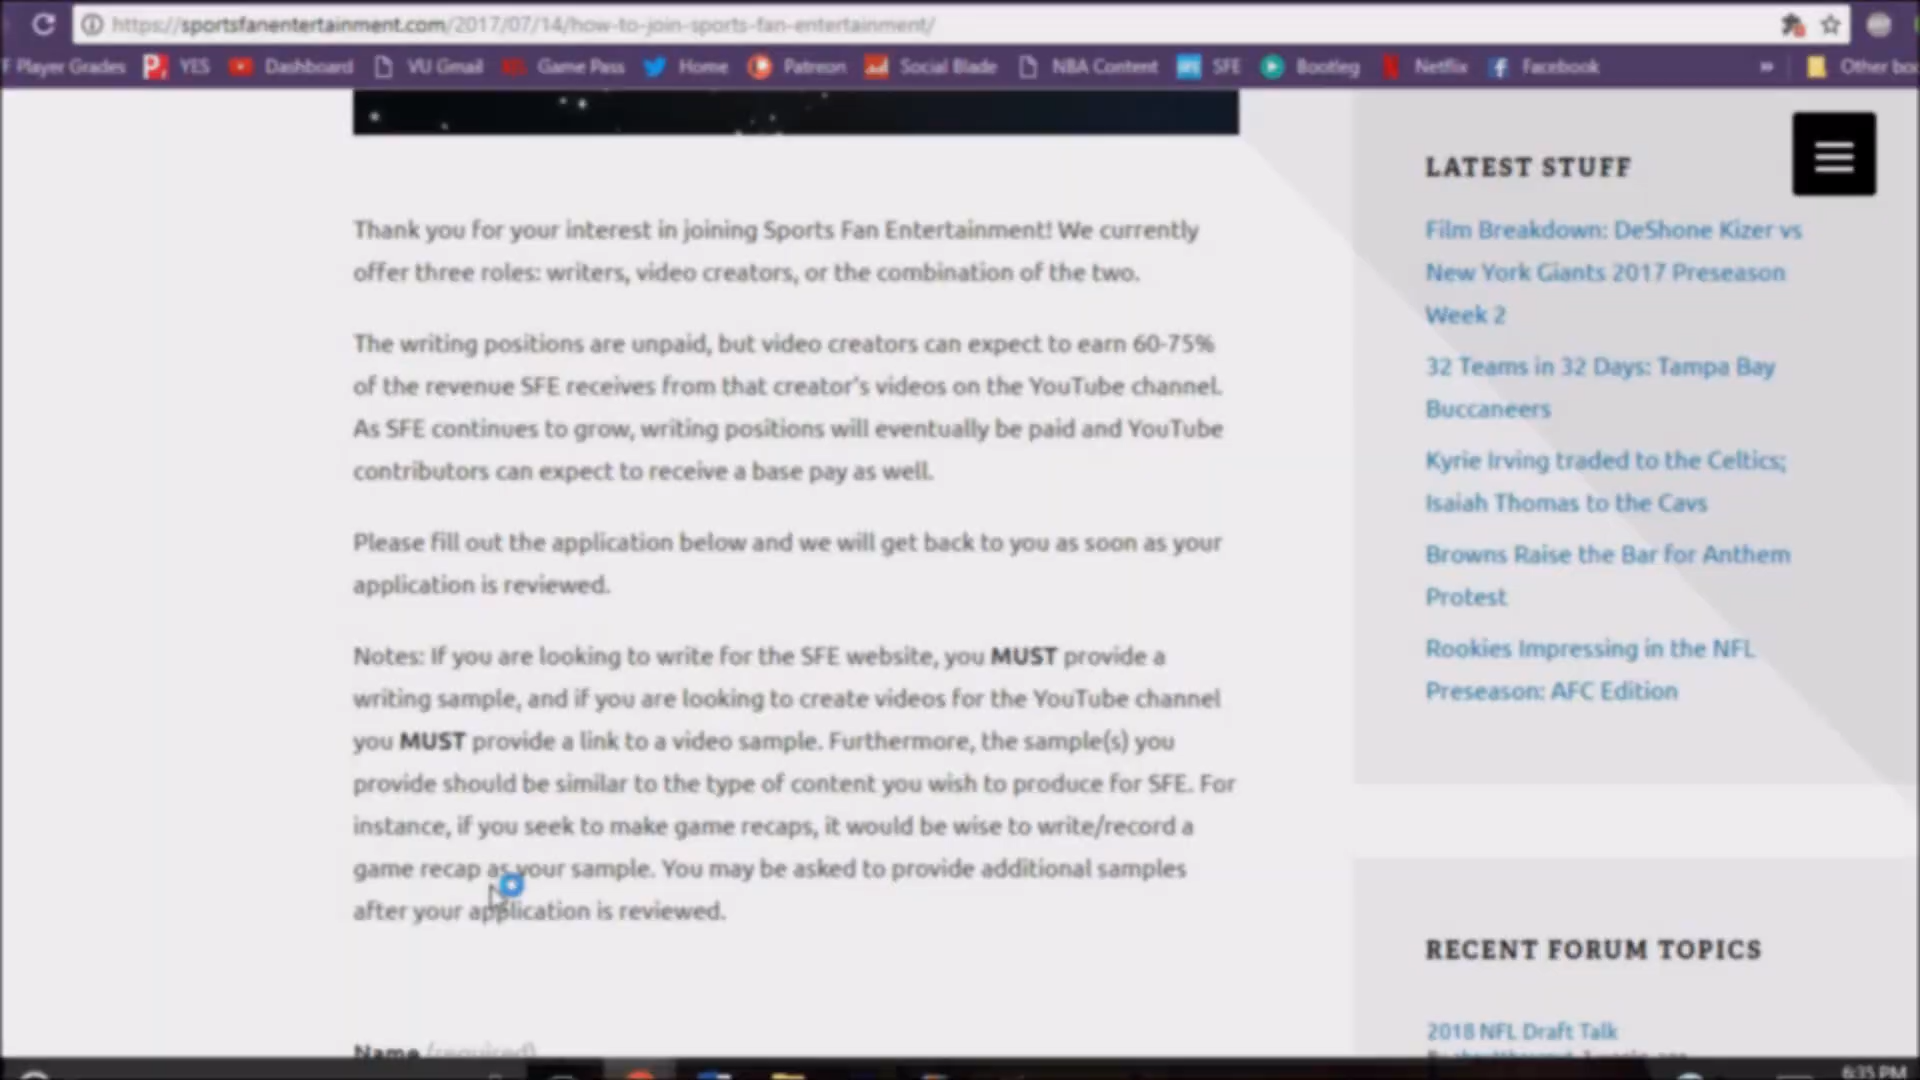 https://sportsfanentertainment.com/2017/07/14/how-to-join-sports-fan-entertainment/
F Player Grades YES Dashboard VU Gmail Game Pass Home Patreon Social Blade NBA Content SFE Bootleg Netflix Facebook » Other boo
Thank you for your interest in joining Sports Fan Entertainment! We currently
offer three roles: writers, video creators, or the combination of the two.
The writing positions are unpaid, but video creators can expect to earn 60-75%
of the revenue SFE receives from that creator's videos on the YouTube channel.
As SFE continues to grow, writing positions will eventually be paid and YouTube
contributors can expect to receive a base pay as well.
Please fill out the application below and we will get back to you as soon as your
application is reviewed.
Notes: If you are looking to write for the SFE website, you MUST provide a
writing sample, and if you are looking to create videos for the YouTube channel
you MUST provide a link to a video sample. Furthermore, the sample(s) you
provide should be similar to the type of content you wish to produce for SFE. For
instance, if you seek to make game recaps, it would be wise to write/record a
game recap as your sample. You may be asked to provide additional samples
after your application is reviewed.
Name (required)
LATEST STUFF
Film Breakdown: DeShone Kizer vs
New York Giants 2017 Preseason
Week 2
32 Teams in 32 Days: Tampa Bay
Buccaneers
Kyrie Irving traded to the Celtics;
Isaiah Thomas to the Cavs
Browns Raise the Bar for Anthem
Protest
Rookies Impressing in the NFL
Preseason: AFC Edition
RECENT FORUM TOPICS
2018 NFL Draft Talk
6:35 PM